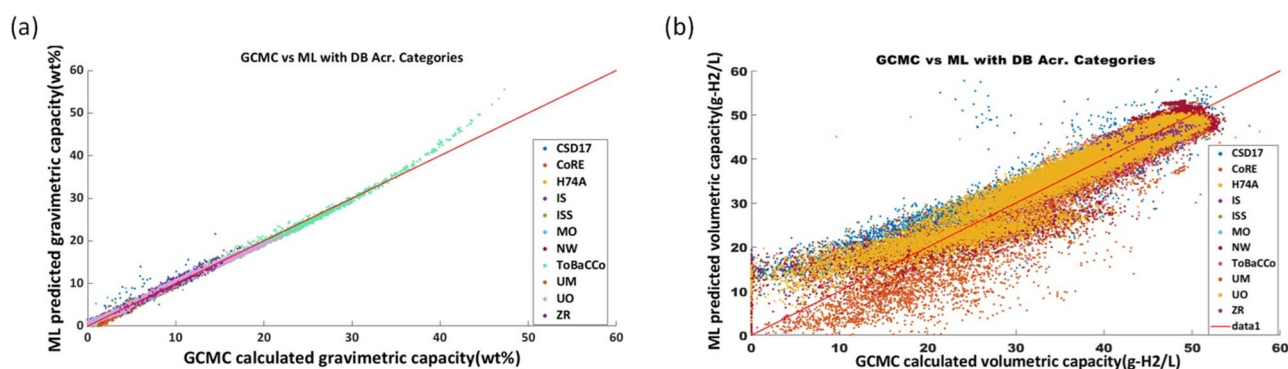 (a)
GCMC vs ML with DB Acr. Categories
ML predicted gravimetric capacity(wt%)
60
50
40
30
20
10
0
0 10 20 30 40 50 60
GCMC calculated gravimetric capacity(wt%)
CSD17
CoRE
H74A
IS
ISS
MO
NW
ToBaCCo
UM
UO
ZR
(b)
GCMC vs ML with DB Acr. Categories
ML predicted volumetric capacity(g-H2/L)
60
50
40
30
20
10
0
0 10 20 30 40 50 60
GCMC calculated volumetric capacity(g-H2/L)
CSD17
CoRE
H74A
IS
ISS
MO
NW
ToBaCCo
UM
UO
ZR
data1